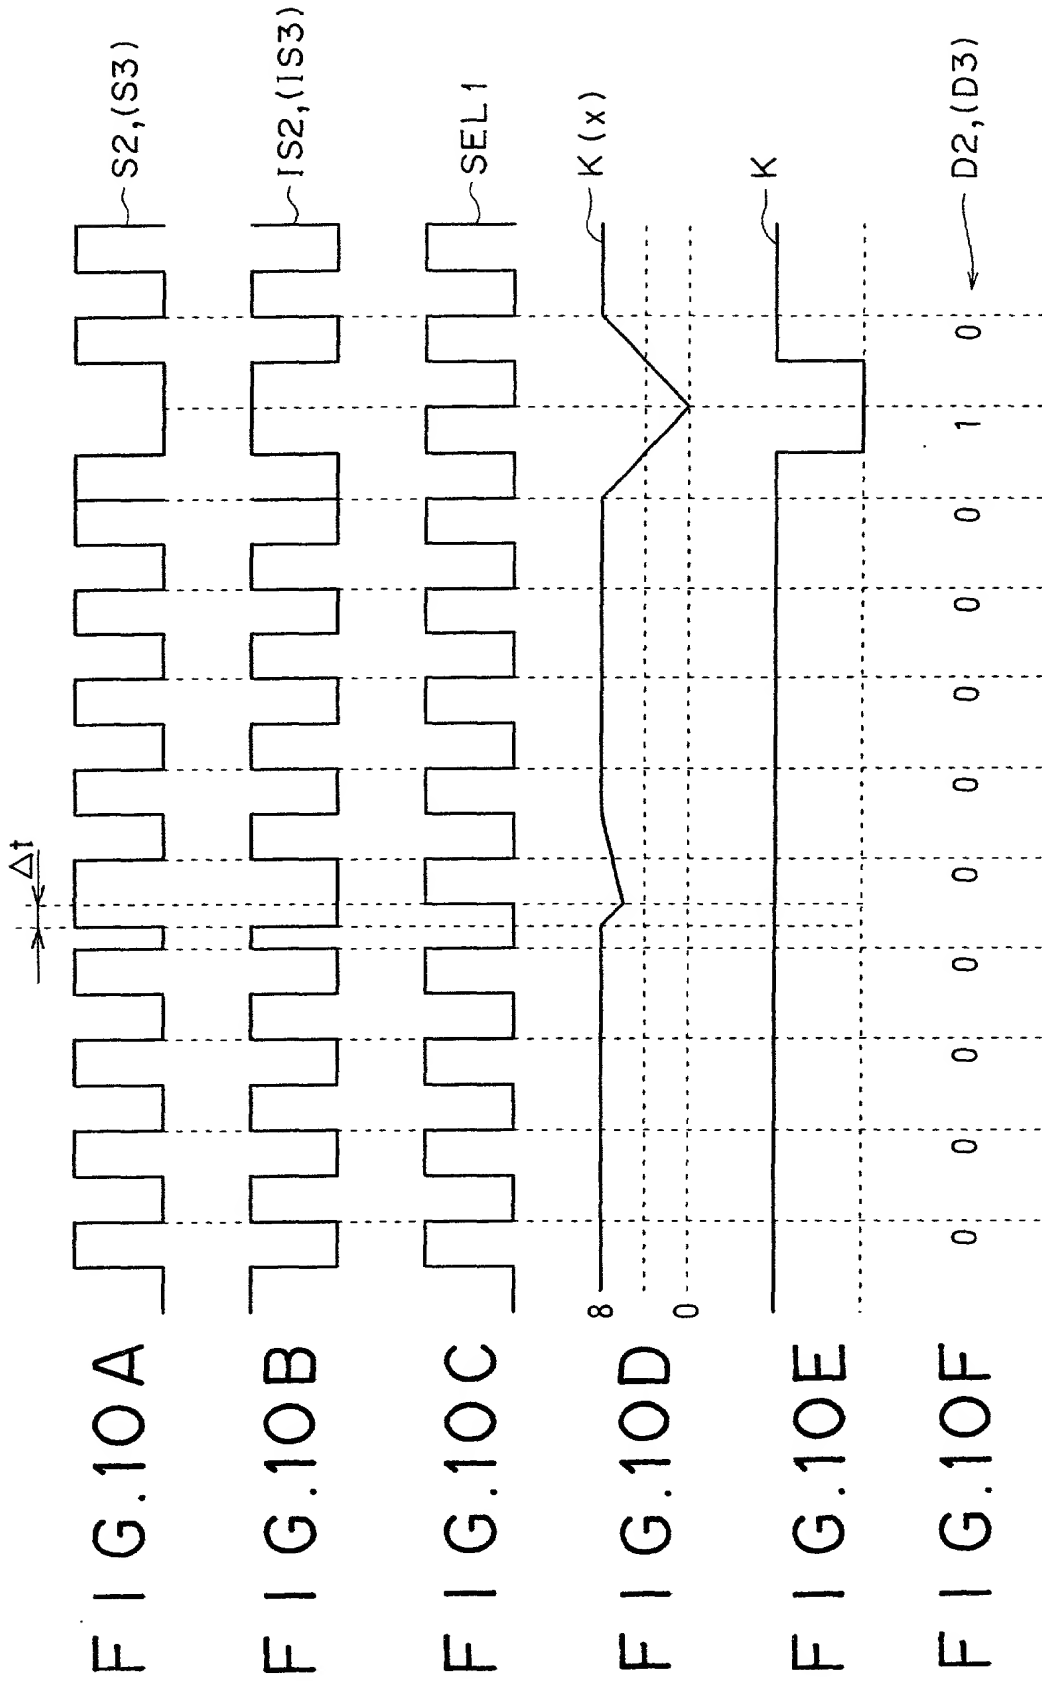 Δt
FIG.10A S2,(S3)
FIG.10B IS2,(IS3)
FIG.10C SEL1
FIG.10D 8 K(x)
0
FIG.10E K
FIG.10F 0 0 0 0 0 0 0 0 0 1 0 D2,(D3)